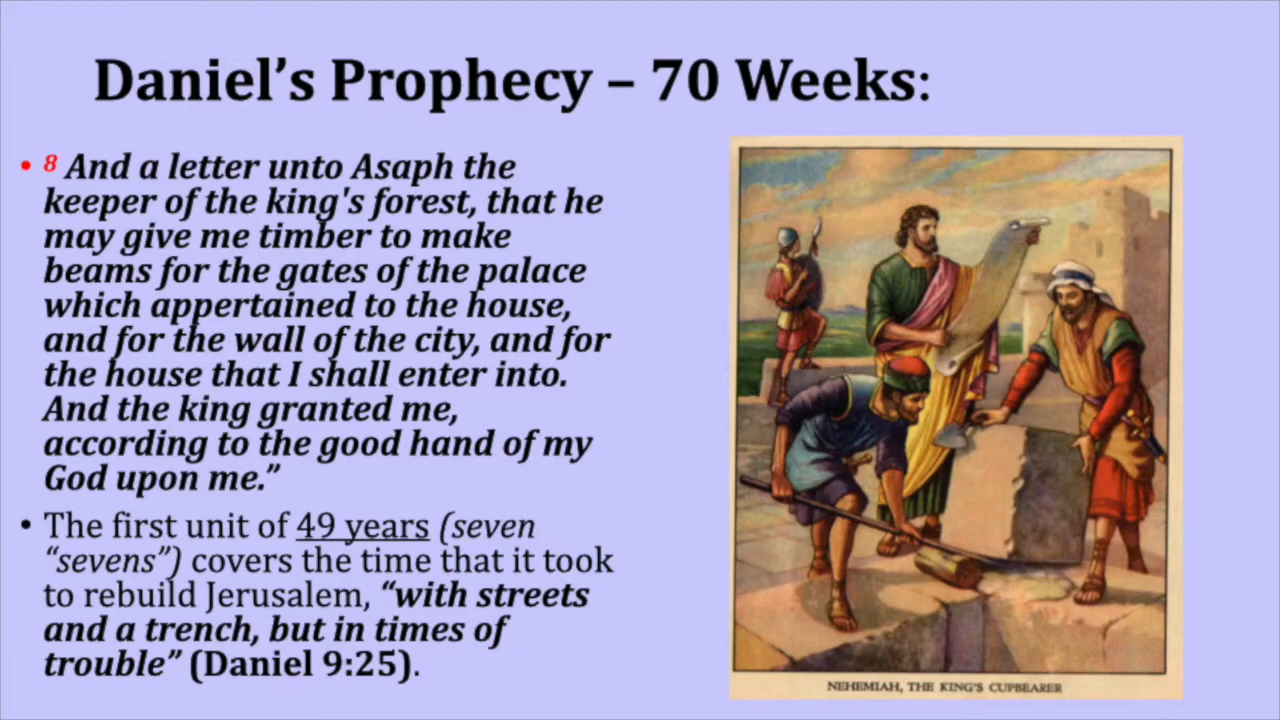 Daniel’s Prophecy – 70 Weeks:
• 8 And a letter unto Asaph the
keeper of the king's forest, that he
may give me timber to make
beams for the gates of the palace
which appertained to the house,
and for the wall of the city, and for
the house that I shall enter into.
And the king granted me,
according to the good hand of my
God upon me.”
• The first unit of 49 years (seven
“sevens”) covers the time that it took
to rebuild Jerusalem, “with streets
and a trench, but in times of
trouble” (Daniel 9:25).
NEHEMIAH, THE KING'S CUPBEARER